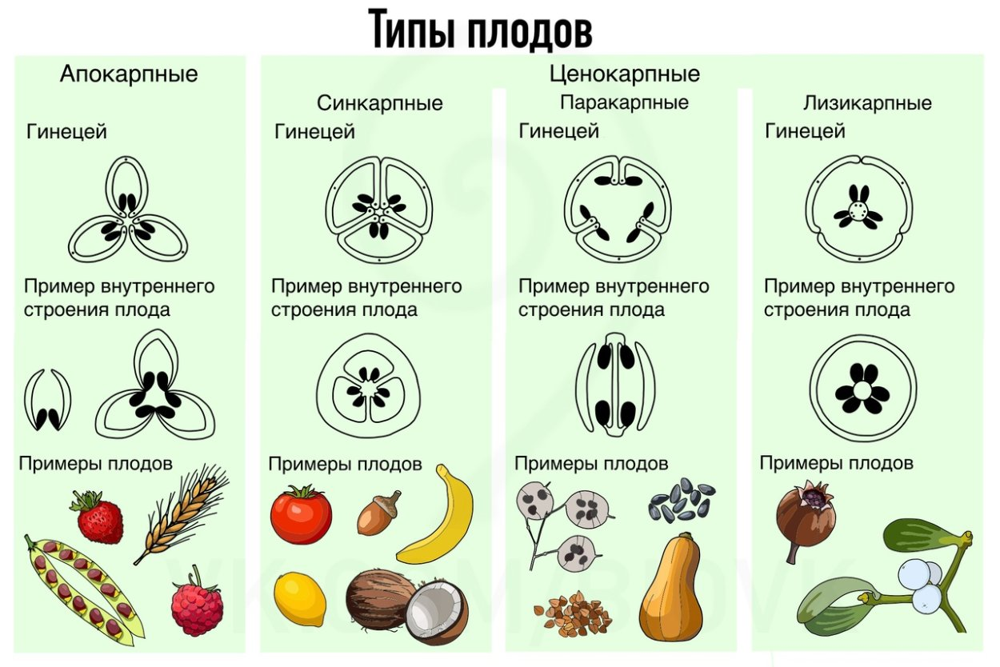 Типы плодов
Апокарпные
Ценокарпные
Синкарпные
Паракарпные
Лизикарпные
Гинецей
Гинецей
Гинецей
Гинецей
Пример внутреннего
строения плода
Пример внутреннего
строения плода
Пример внутреннего
строения плода
Пример внутреннего
строения плода
Примеры плодов
Примеры плодов
Примеры плодов
Примеры плодов